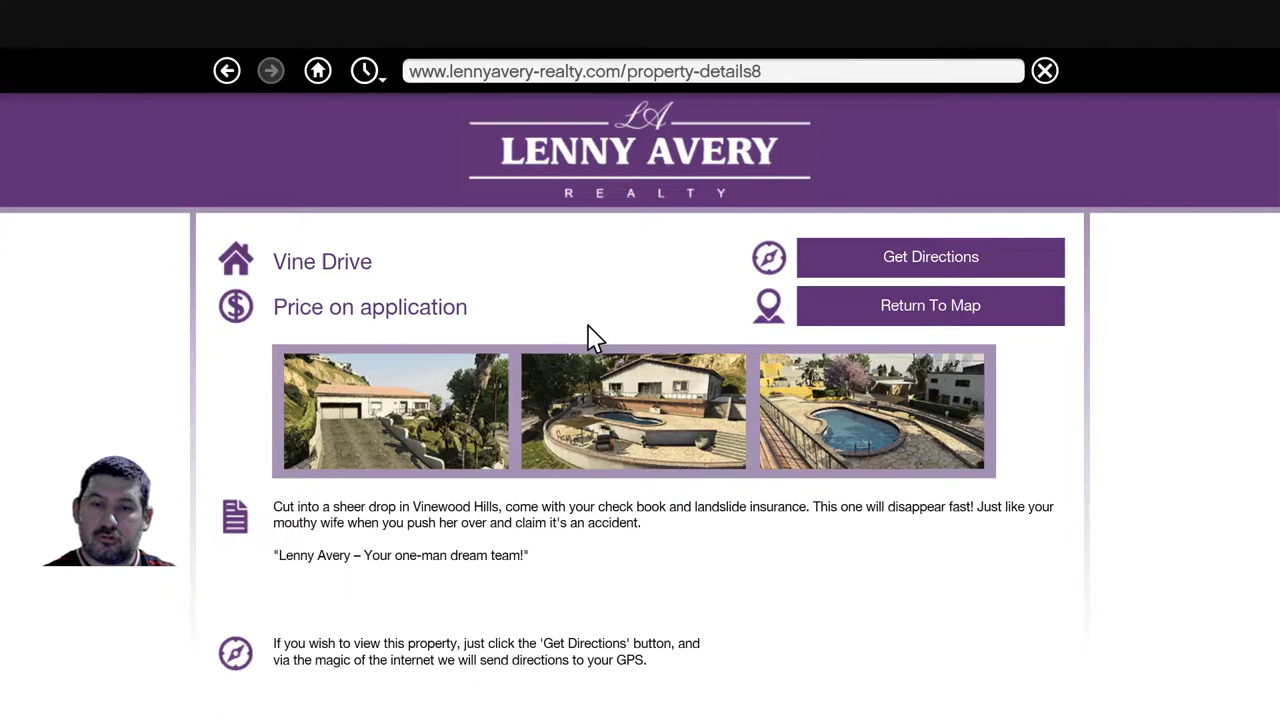 www.lennyavery-realty.com/property-details8
LA
LENNY AVERY
REALTY
Vine Drive
Get Directions
Price on application
Return To Map
Cut into a sheer drop in Vinewood Hills, come with your check book and landslide insurance. This one will disappear fast! Just like your
mouthy wife when you push her over and claim it's an accident.
"Lenny Avery – Your one-man dream team!"
If you wish to view this property, just click the 'Get Directions' button, and
via the magic of the internet we will send directions to your GPS.